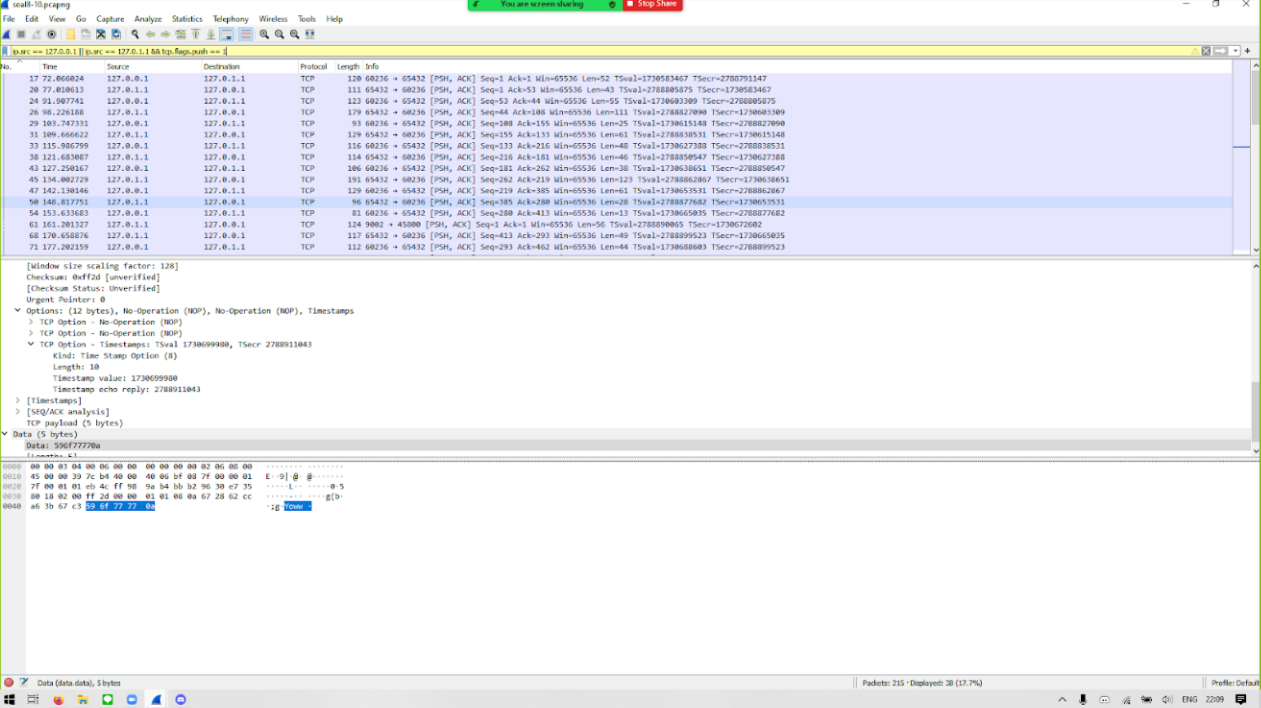 soal8-10.pcapng
You are screen sharing
Stop Share
File Edit View Go Capture Analyze Statistics Telephony Wireless Tools Help
ip.src == 127.0.0.1 || ip.src == 127.0.1.1 && tcp.flags.push == 1
No. Time Source Destination Protocol Length Info
17 72.066024 127.0.0.1 127.0.1.1 TCP 120 60236 → 65432 [PSH, ACK] Seq=1 Ack=1 Win=65536 Len=52 TSval=1730583467 TSecr=2788791147
20 77.010613 127.0.1.1 127.0.0.1 TCP 111 65432 → 60236 [PSH, ACK] Seq=1 Ack=53 Win=65536 Len=43 TSval=2788805875 TSecr=1730583467
24 91.907741 127.0.0.1 127.0.1.1 TCP 123 60236 → 65432 [PSH, ACK] Seq=53 Ack=44 Win=65536 Len=55 TSval=1730603309 TSecr=2788805875
26 98.226188 127.0.1.1 127.0.0.1 TCP 179 65432 → 60236 [PSH, ACK] Seq=44 Ack=108 Win=65536 Len=111 TSval=2788827090 TSecr=1730603309
29 103.747331 127.0.0.1 127.0.1.1 TCP 93 60236 → 65432 [PSH, ACK] Seq=108 Ack=155 Win=65536 Len=25 TSval=1730615148 TSecr=2788827090
31 109.666622 127.0.1.1 127.0.0.1 TCP 129 65432 → 60236 [PSH, ACK] Seq=155 Ack=133 Win=65536 Len=61 TSval=2788838531 TSecr=1730615148
33 115.986799 127.0.0.1 127.0.1.1 TCP 116 60236 → 65432 [PSH, ACK] Seq=133 Ack=216 Win=65536 Len=48 TSval=1730627388 TSecr=2788838531
38 121.683087 127.0.1.1 127.0.0.1 TCP 114 65432 → 60236 [PSH, ACK] Seq=216 Ack=181 Win=65536 Len=46 TSval=2788850547 TSecr=1730627388
43 127.250167 127.0.0.1 127.0.1.1 TCP 106 60236 → 65432 [PSH, ACK] Seq=181 Ack=262 Win=65536 Len=38 TSval=1730638651 TSecr=2788850547
45 134.002729 127.0.1.1 127.0.0.1 TCP 191 65432 → 60236 [PSH, ACK] Seq=262 Ack=219 Win=65536 Len=123 TSval=2788862867 TSecr=1730638651
47 142.130146 127.0.0.1 127.0.1.1 TCP 129 60236 → 65432 [PSH, ACK] Seq=219 Ack=385 Win=65536 Len=61 TSval=1730653531 TSecr=2788862867
50 148.817751 127.0.1.1 127.0.0.1 TCP 96 65432 → 60236 [PSH, ACK] Seq=385 Ack=280 Win=65536 Len=28 TSval=2788877682 TSecr=1730653531
54 153.633683 127.0.0.1 127.0.1.1 TCP 81 60236 → 65432 [PSH, ACK] Seq=280 Ack=413 Win=65536 Len=13 TSval=1730665035 TSecr=2788877682
61 161.201327 127.0.1.1 127.0.0.1 TCP 124 9002 → 45800 [PSH, ACK] Seq=1 Ack=1 Win=65536 Len=56 TSval=2788890065 TSecr=1730672602
68 170.658876 127.0.1.1 127.0.0.1 TCP 117 65432 → 60236 [PSH, ACK] Seq=413 Ack=293 Win=65536 Len=49 TSval=2788899523 TSecr=1730665035
71 177.202159 127.0.0.1 127.0.1.1 TCP 112 60236 → 65432 [PSH, ACK] Seq=293 Ack=462 Win=65536 Len=44 TSval=1730688603 TSecr=2788899523
[Window size scaling factor: 128]
Checksum: 0xff2d [unverified]
[Checksum Status: Unverified]
Urgent Pointer: 0
Options: (12 bytes), No-Operation (NOP), No-Operation (NOP), Timestamps
TCP Option - No-Operation (NOP)
TCP Option - No-Operation (NOP)
TCP Option - Timestamps: TSval 1730699980, TSecr 2788911043
Kind: Time Stamp Option (8)
Length: 10
Timestamp value: 1730699980
Timestamp echo reply: 2788911043
[Timestamps]
[SEQ/ACK analysis]
TCP payload (5 bytes)
Data (5 bytes)
Data: 596f77770a
[Length: 5]
0000 00 00 03 04 00 06 00 00 00 00 00 00 02 06 08 00 ········ ········
0010 45 00 00 39 7c b4 40 00 40 06 bf 08 7f 00 00 01 E··9|·@· @·······
0020 7f 00 01 01 eb 4c ff 98 9a b4 bb b2 96 30 e7 35 ·····L·· ·····0·5
0030 80 18 02 00 ff 2d 00 00 01 01 08 0a 67 28 62 cc ·····-·· ····g(b·
0040 a6 3b 67 c3 59 6f 77 77 0a ·;g·Yoww ·
Data (data.data), 5 bytes
Packets: 215 · Displayed: 38 (17.7%)
Profile: Default
ENG 22:09